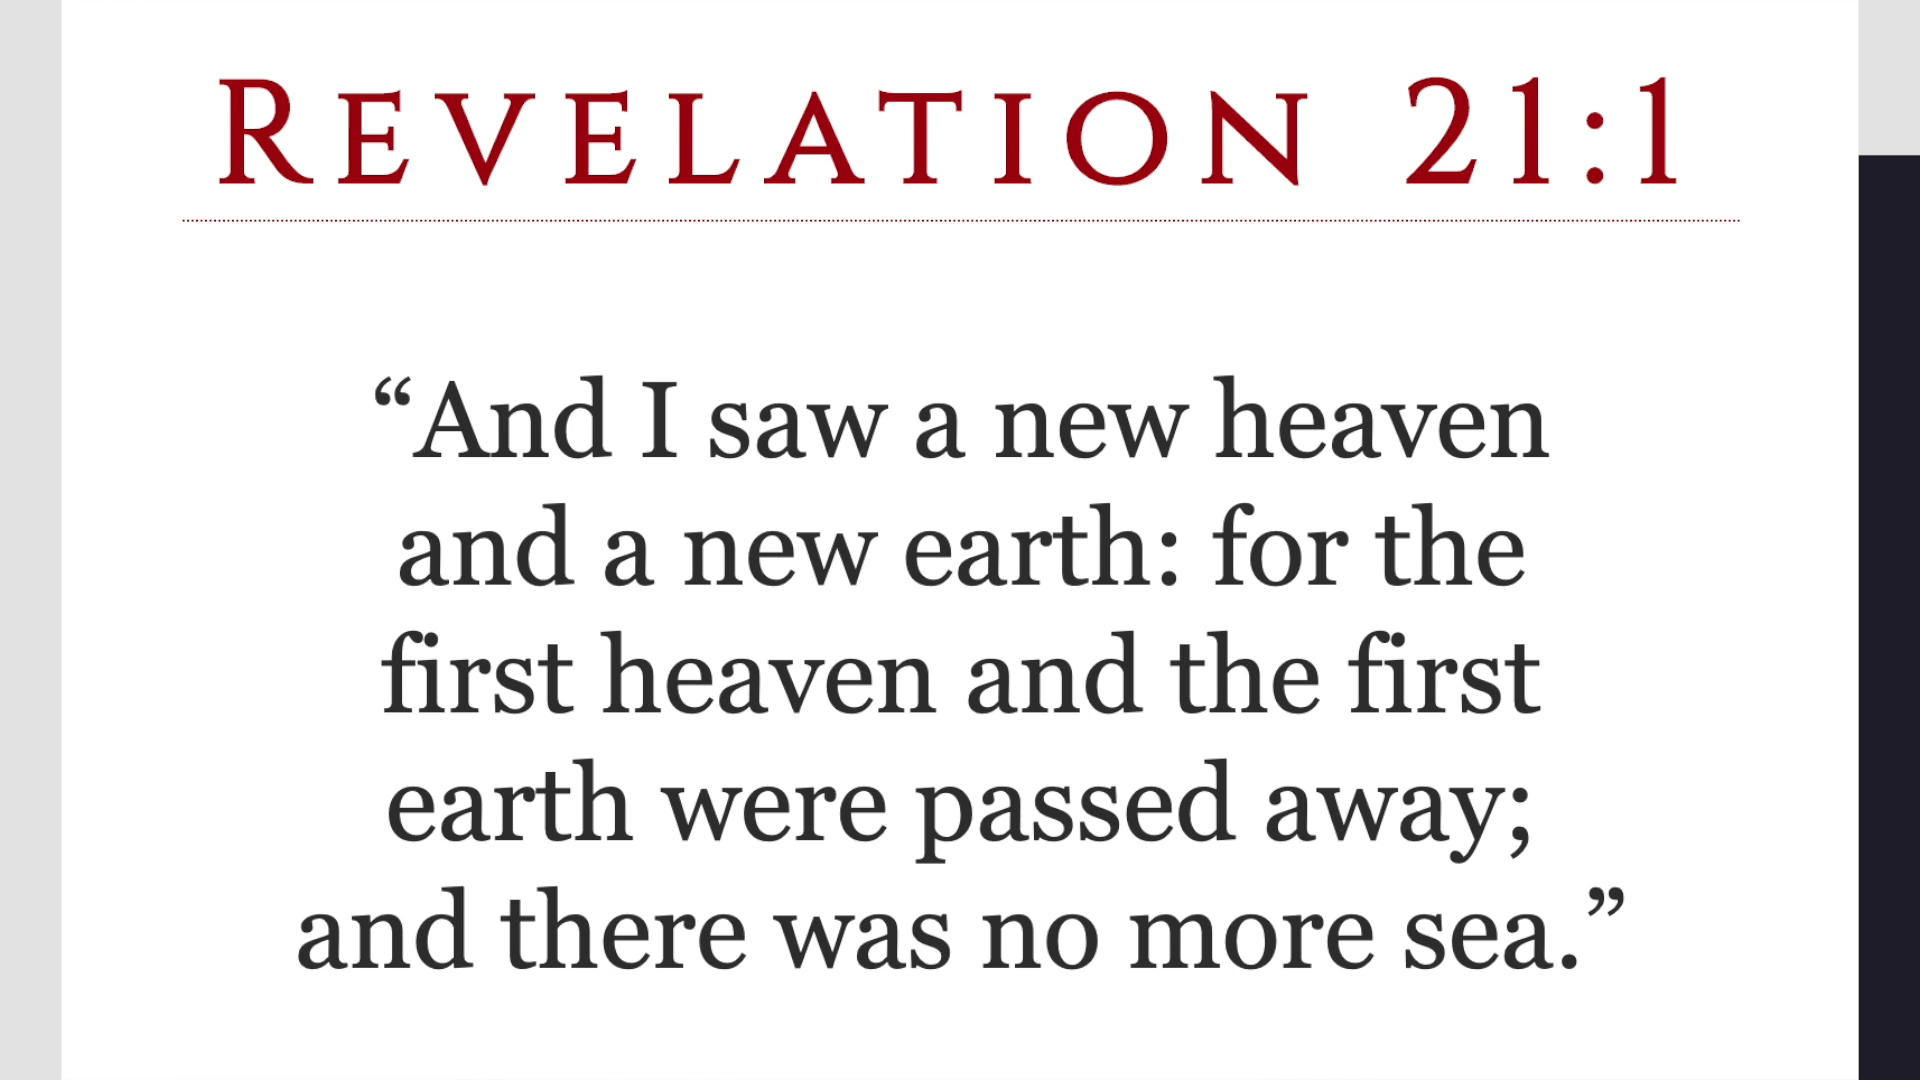 Revelation 21:1
“And I saw a new heaven
and a new earth: for the
first heaven and the first
earth were passed away;
and there was no more sea.”